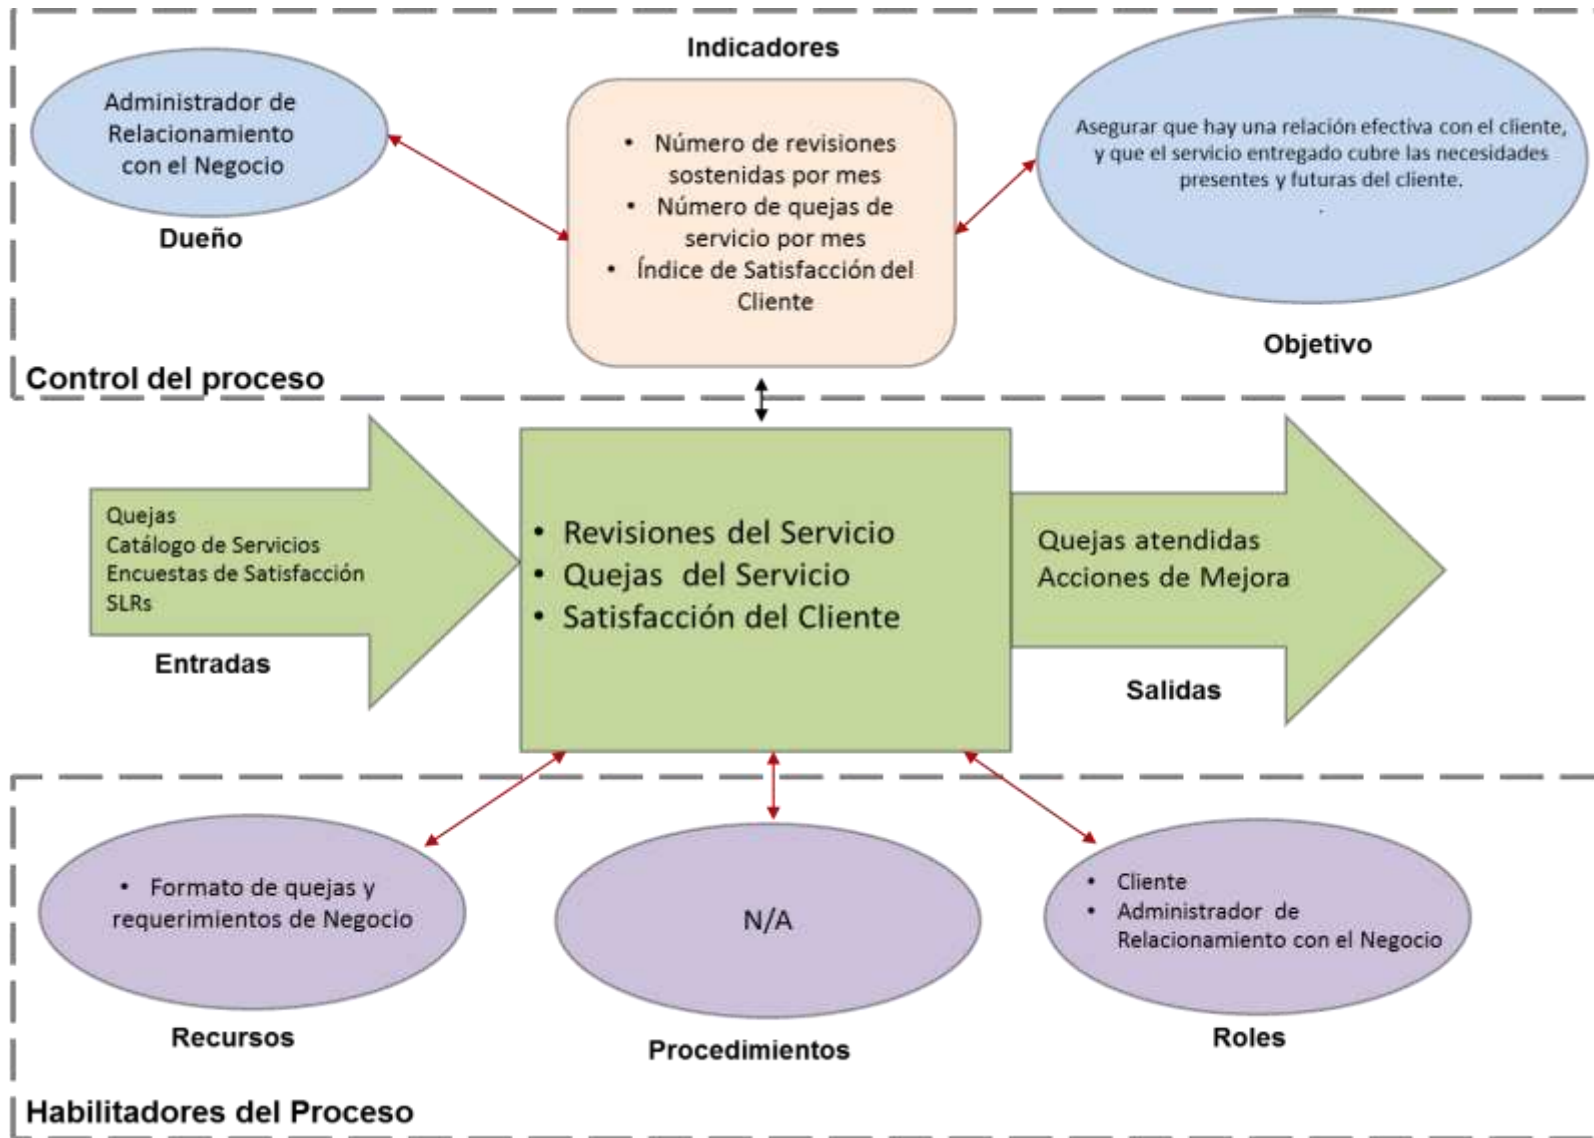 Indicadores
Administrador de
Relacionamiento
con el Negocio
Dueño
• Número de revisiones
sostenidas por mes
• Número de quejas de
servicio por mes
• Índice de Satisfacción del
Cliente
Asegurar que hay una relación efectiva con el cliente,
y que el servicio entregado cubre las necesidades
presentes y futuras del cliente.
.
Objetivo
Control del proceso
Quejas
Catálogo de Servicios
Encuestas de Satisfacción
SLRs
Entradas
• Revisiones del Servicio
• Quejas del Servicio
• Satisfacción del Cliente
Quejas atendidas
Acciones de Mejora
Salidas
• Formato de quejas y
requerimientos de Negocio
Recursos
N/A
Procedimientos
• Cliente
• Administrador de
Relacionamiento con el Negocio
Roles
Habilitadores del Proceso